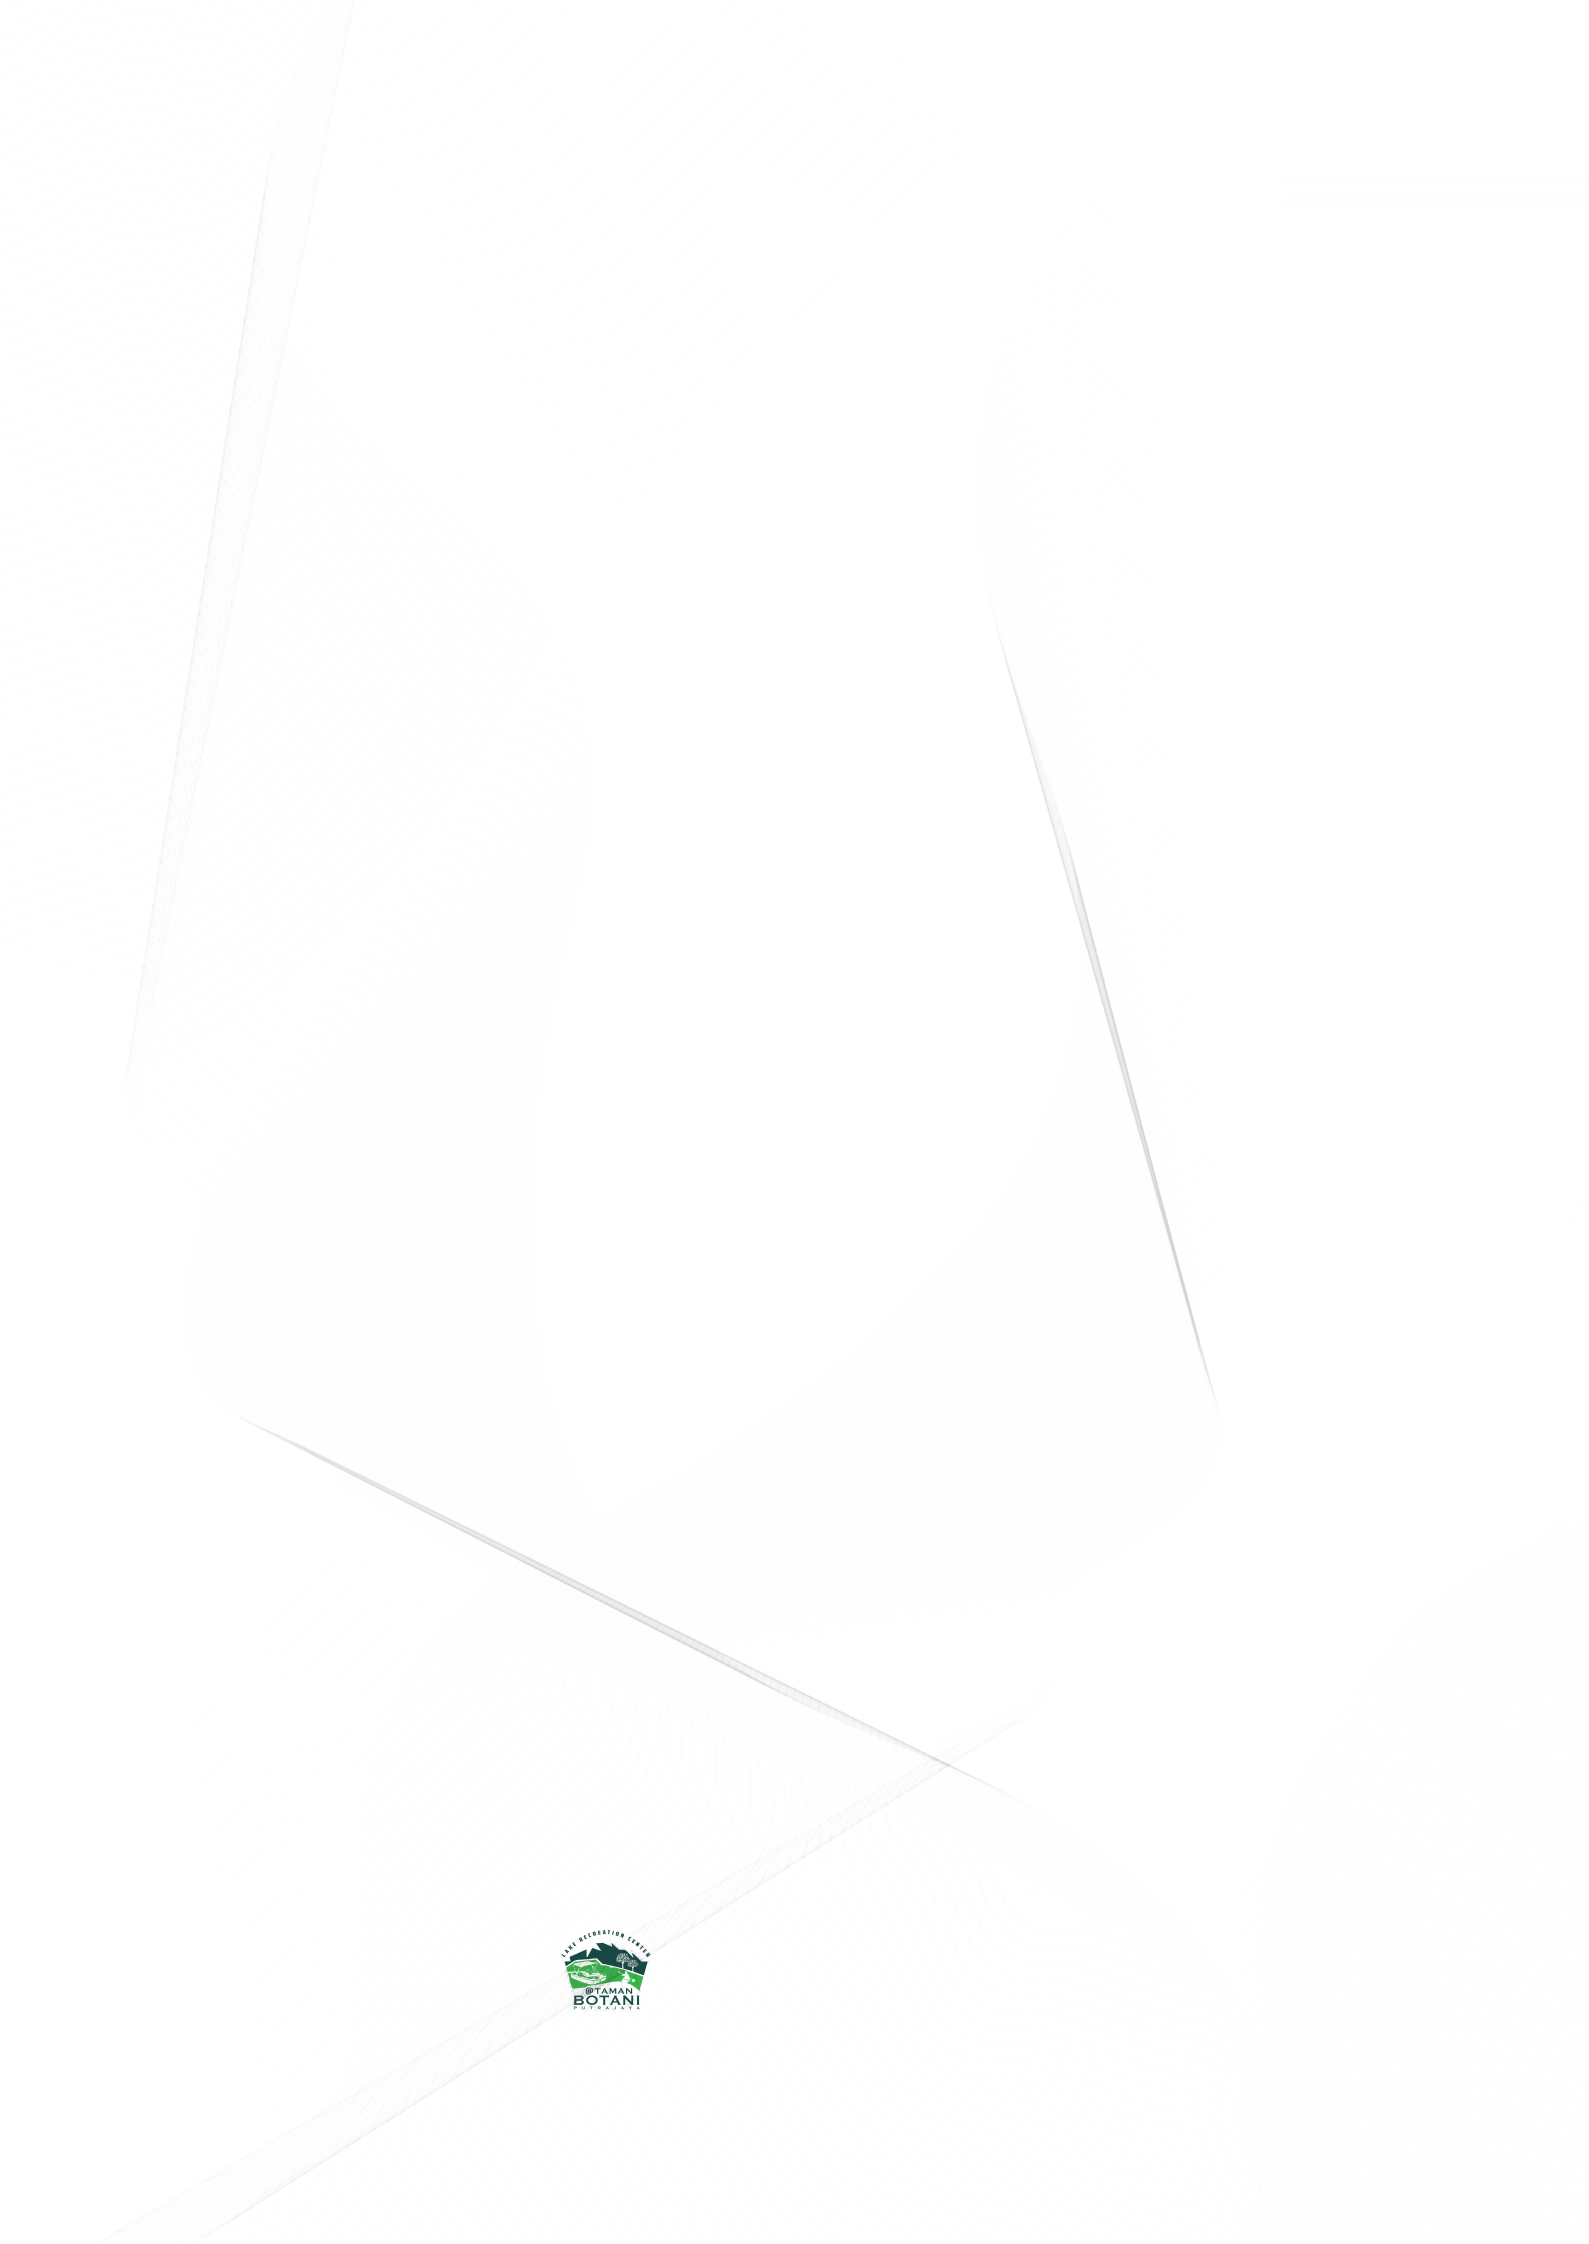 LAKE RECREATION CENTER
@TAMAN
BOTANI
PUTRAJAYA